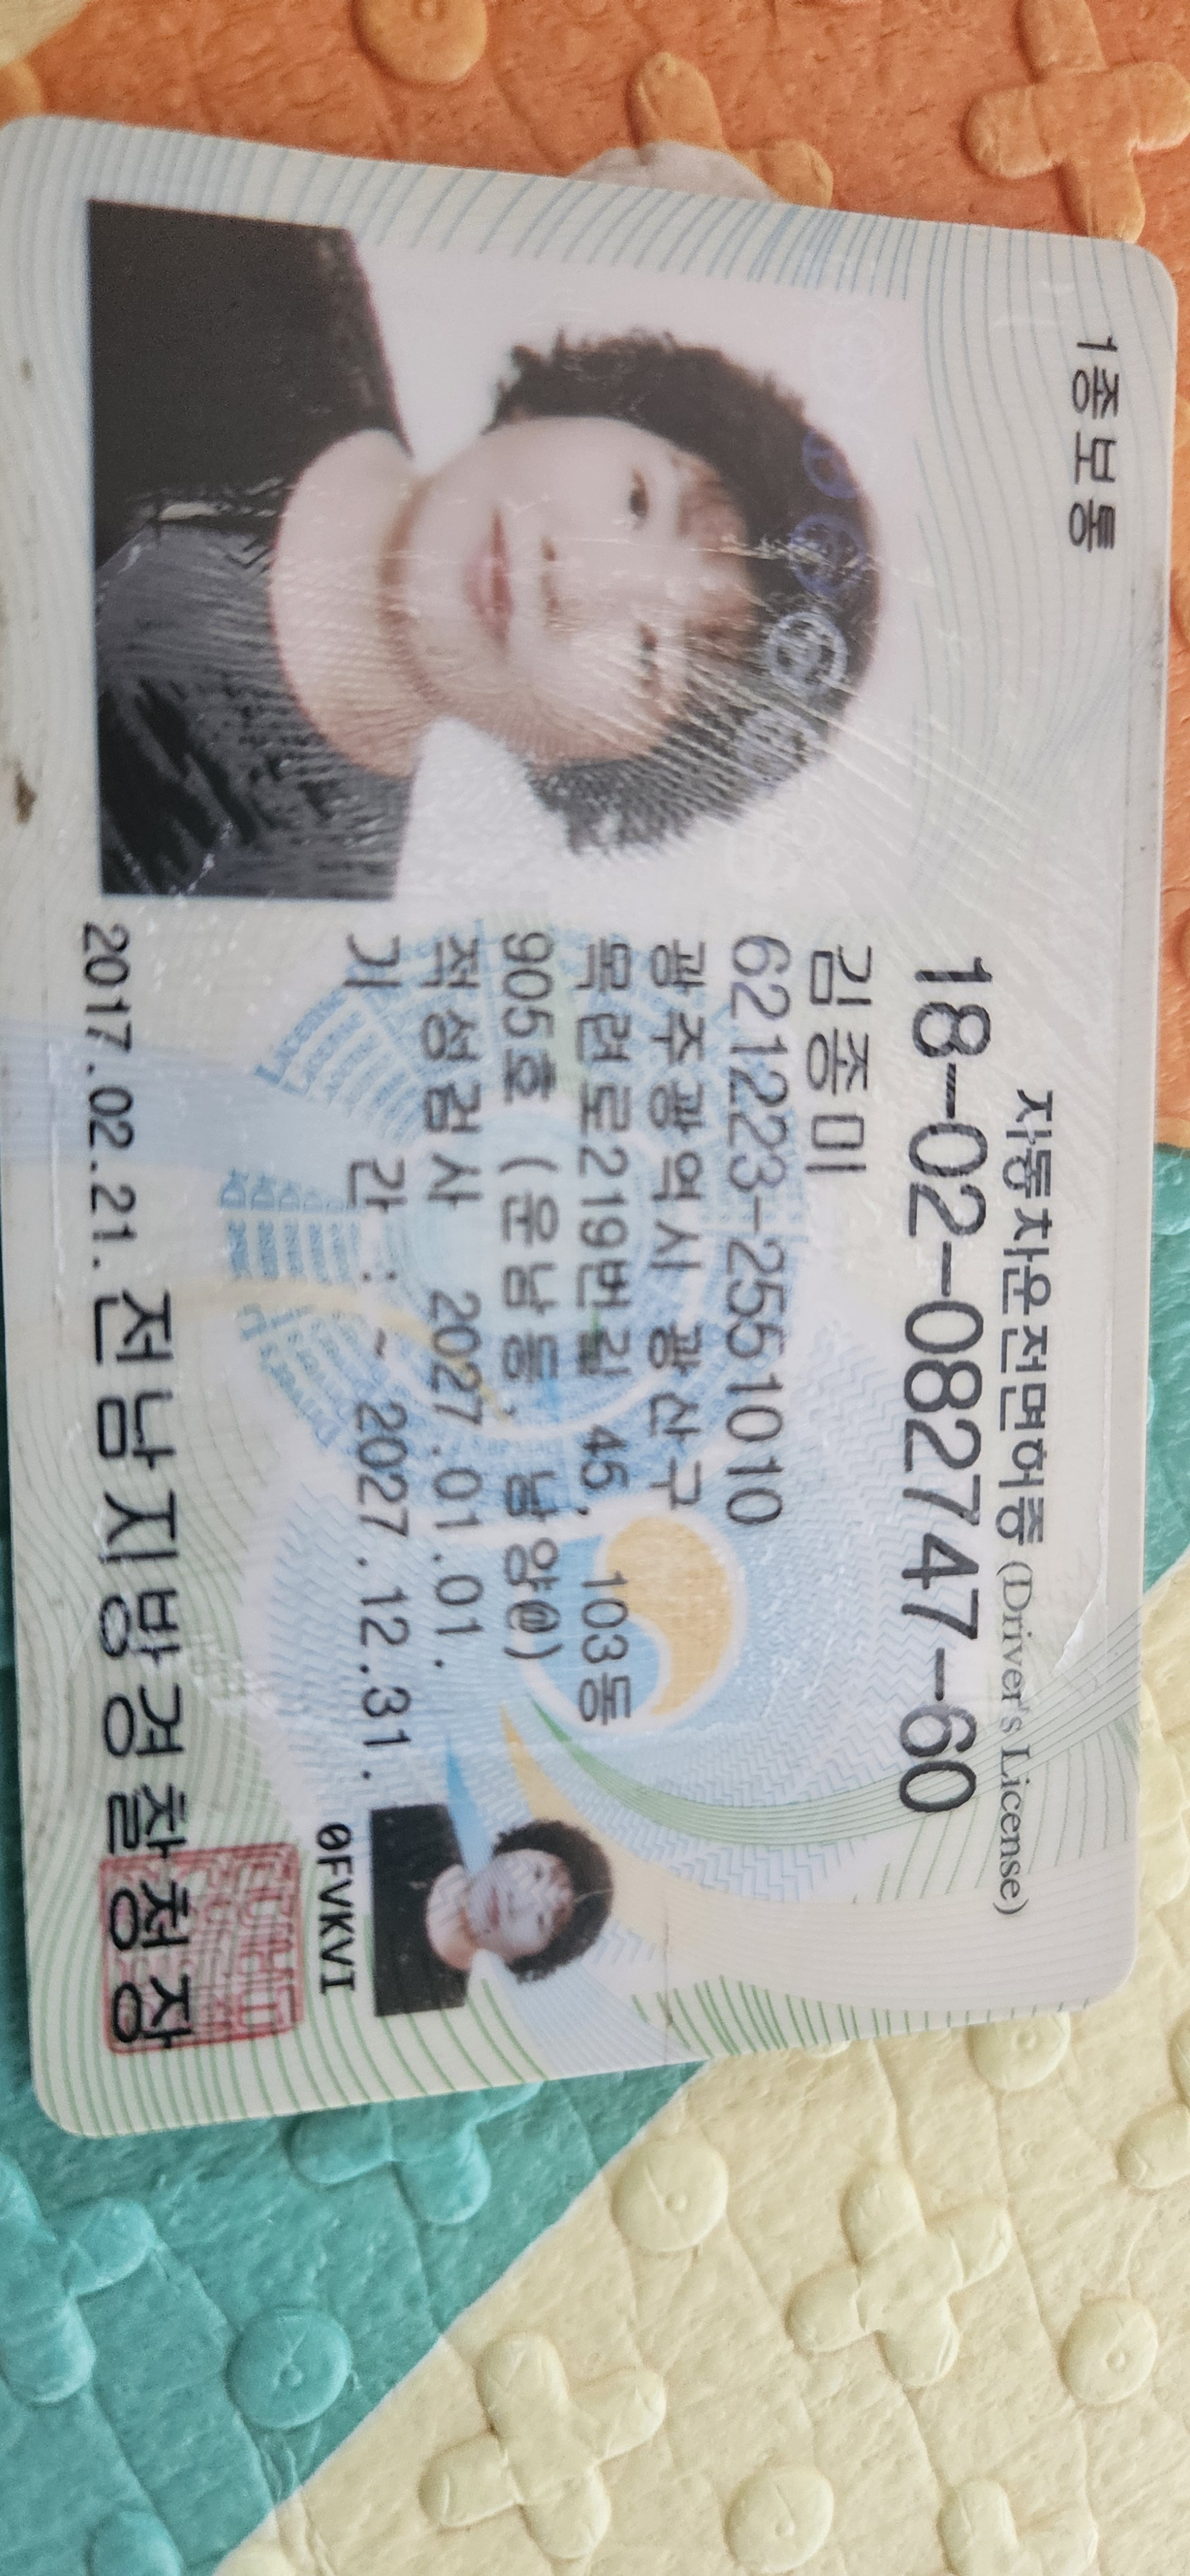 1종보통
자동차운전면허증 (Driver's License)
18-02-082747-60
김종미
621223-2551010
광주광역시 광산구
목련로219번길 45, 103동
905호 (운남동, 남양@)
적성검사 2027.01.01.
기 간 : ~ 2027.12.31.
0FVKVI
2017.02.21. 전남지방경찰청장